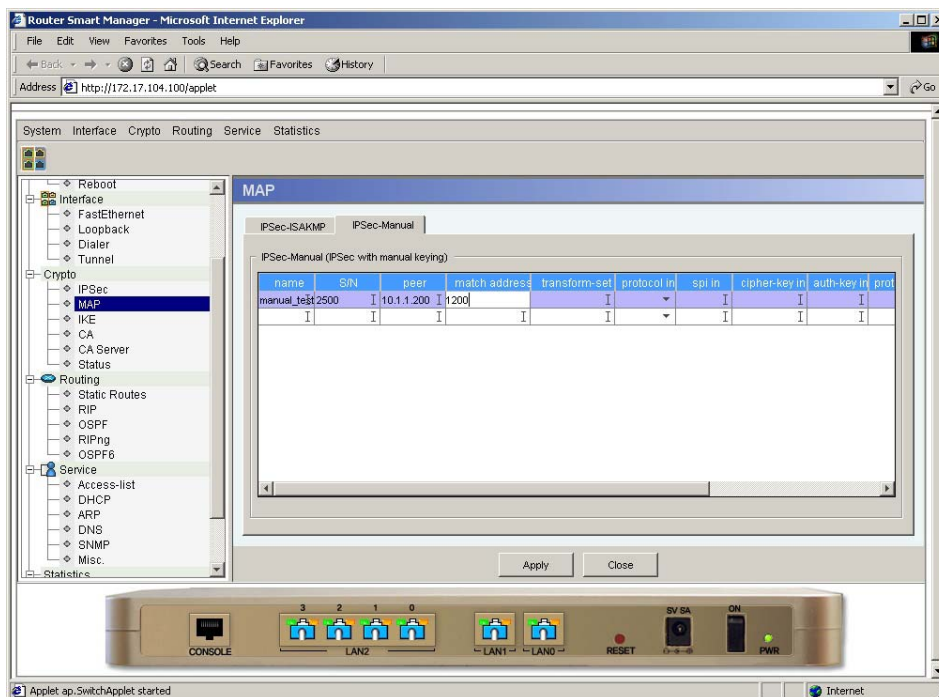 Router Smart Manager - Microsoft Internet Explorer
File Edit View Favorites Tools Help
Back Search Favorites History
Address http://172.17.104.100/applet Go
System Interface Crypto Routing Service Statistics
Reboot
Interface
FastEthernet
Loopback
Dialer
Tunnel
Crypto
IPSec
MAP
IKE
CA
CA Server
Status
Routing
Static Routes
RIP
OSPF
RIPng
OSPF6
Service
Access-list
DHCP
ARP
DNS
SNMP
Misc.
Statistics
MAP
IPSec-ISAKMP IPSec-Manual
IPSec-Manual (IPSec with manual keying)
name S/N peer match address transform-set protocol in spi in cipher-key in auth-key in prot
manual_test 2500 10.1.1.200 1200
Apply Close
3 2 1 0
CONSOLE LAN2 LAN1 LAN0 RESET 5V 5A ON PWR
Applet ap.SwitchApplet started Internet